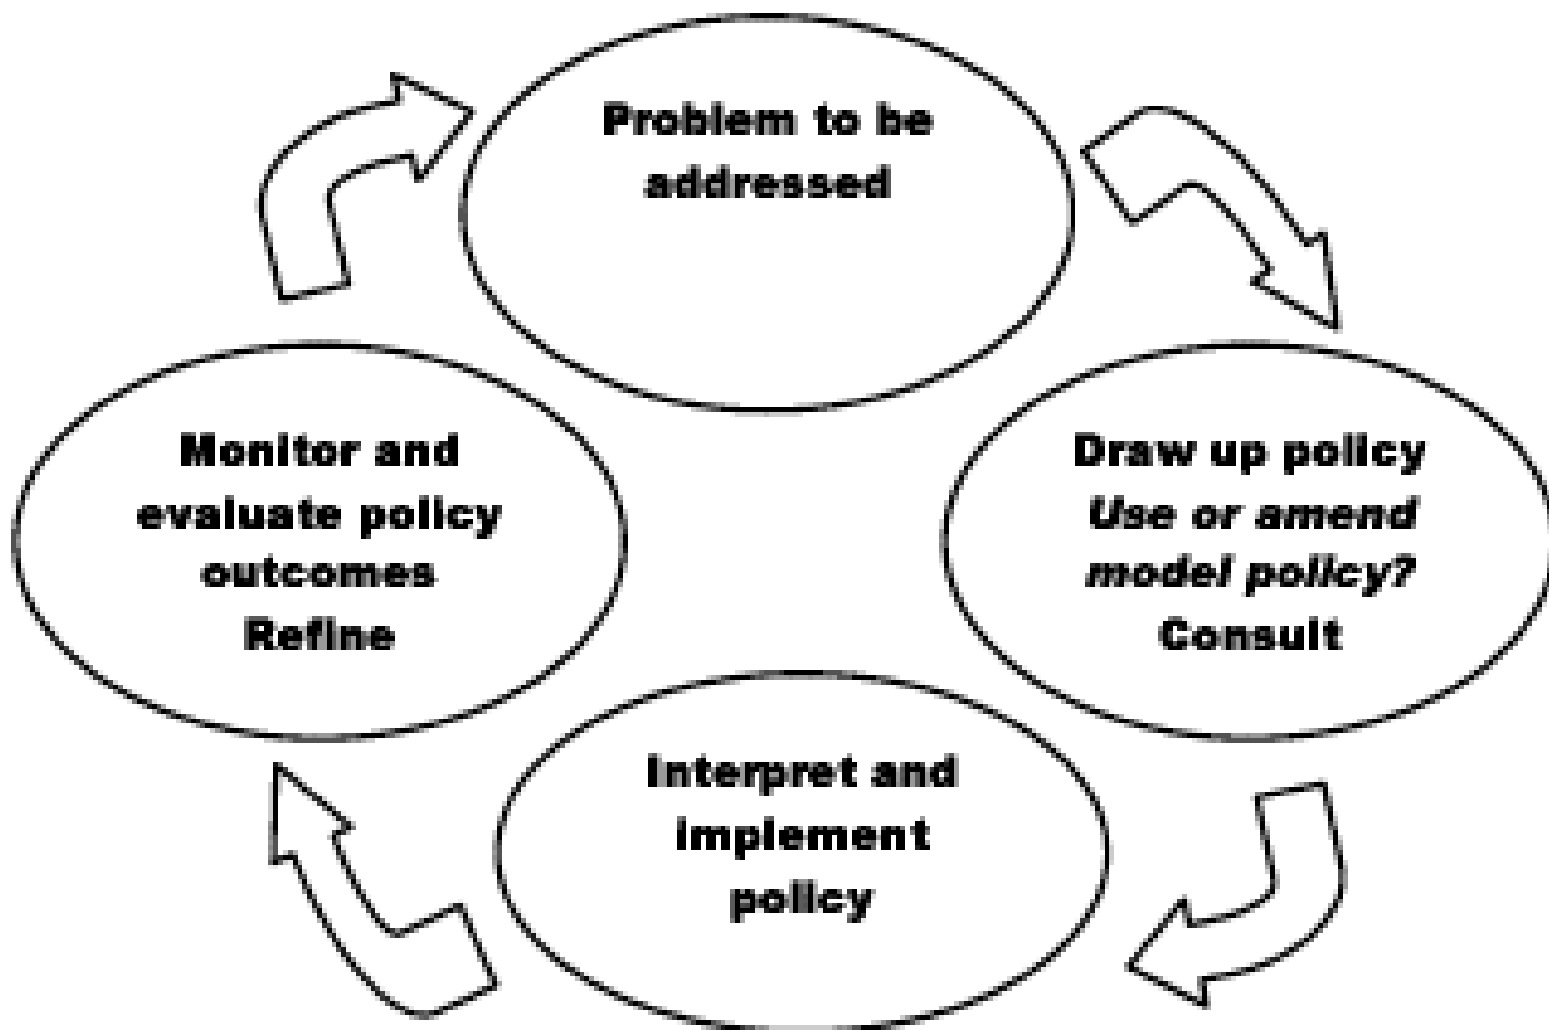 Problem to be
addressed
Draw up policy
Use or amend
model policy?
Consult
Interpret and
implement
policy
Monitor and
evaluate policy
outcomes
Refine